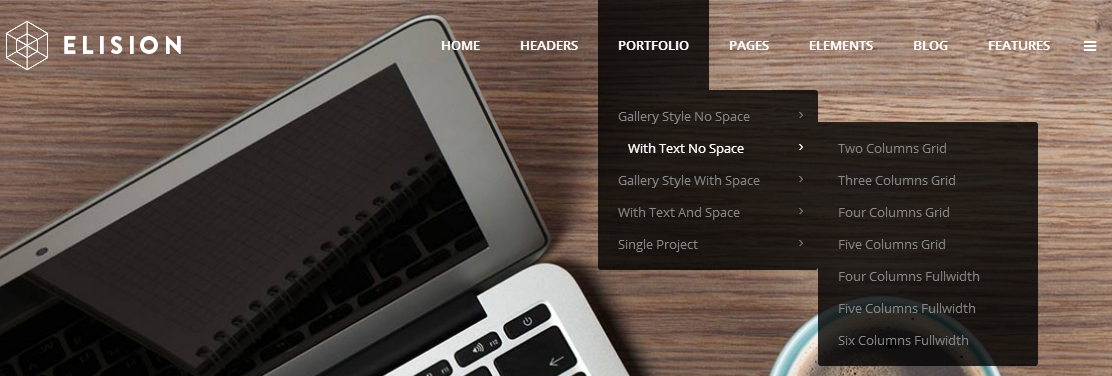 ELISION
HOME HEADERS PORTFOLIO PAGES ELEMENTS BLOG FEATURES
Gallery Style No Space
With Text No Space
Gallery Style With Space
With Text And Space
Single Project
Two Columns Grid
Three Columns Grid
Four Columns Grid
Five Columns Grid
Four Columns Fullwidth
Five Columns Fullwidth
Six Columns Fullwidth